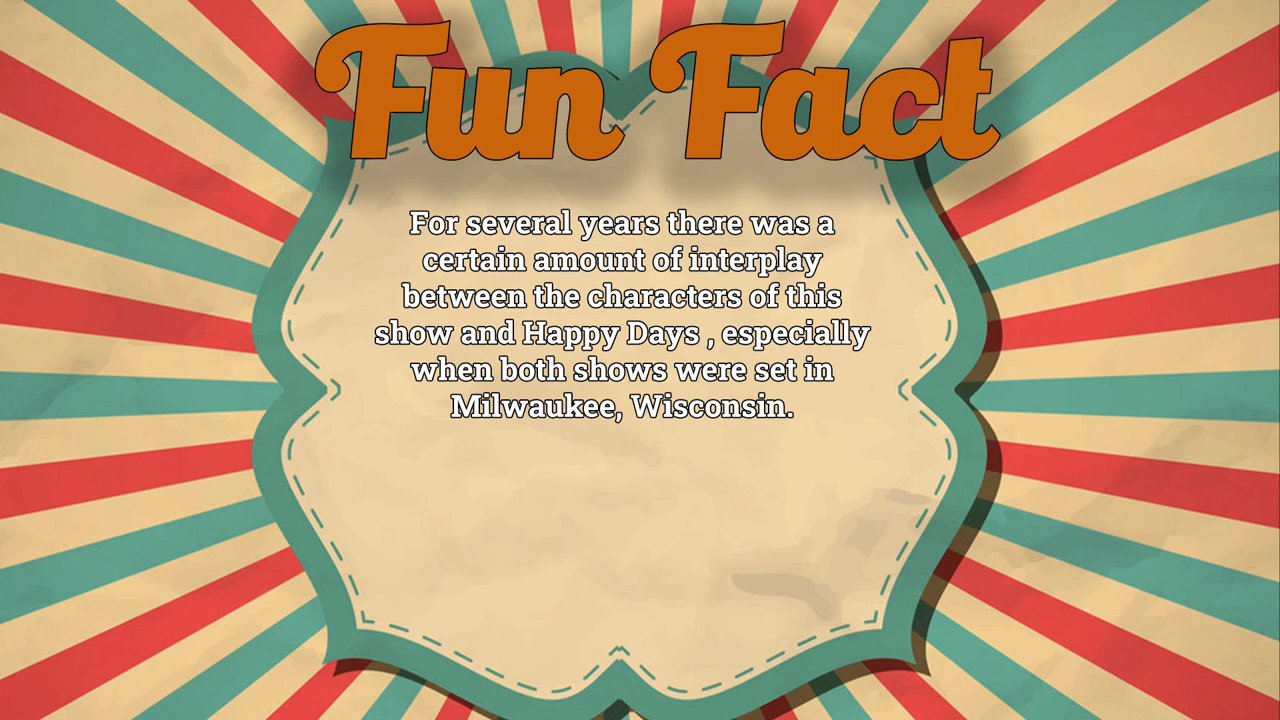 Fun Fact
For several years there was a
certain amount of interplay
between the characters of this
show and Happy Days , especially
when both shows were set in
Milwaukee, Wisconsin.